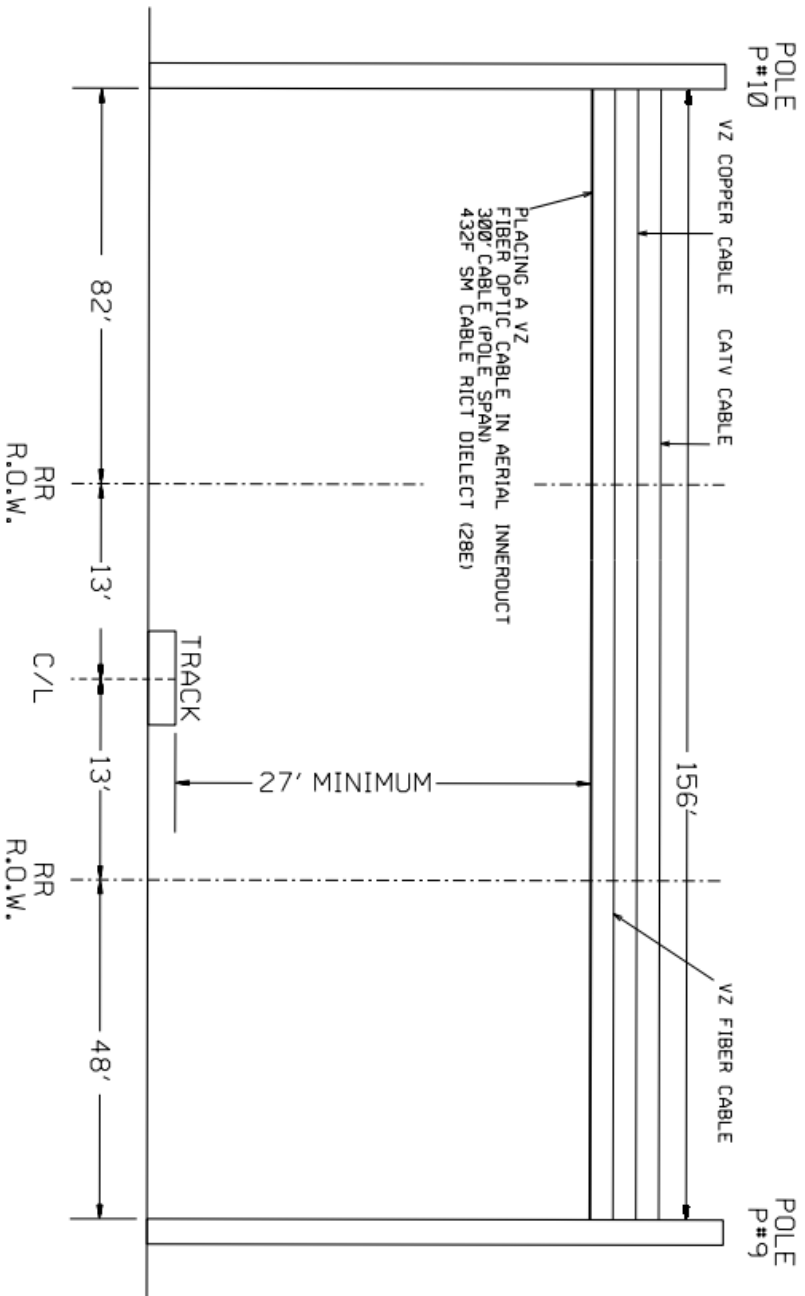 POLE
P#10
POLE
P#9
VZ COPPER CABLE
CATV CABLE
VZ FIBER CABLE
156'
PLACING A VZ
FIBER OPTIC CABLE IN AERIAL INNERDUCT
300' CABLE (POLE SPAN)
432F SM CABLE RICT DIELECT (28E)
27' MINIMUM
TRACK
82'
13'
13'
48'
RR
R.O.W.
C/L
RR
R.O.W.